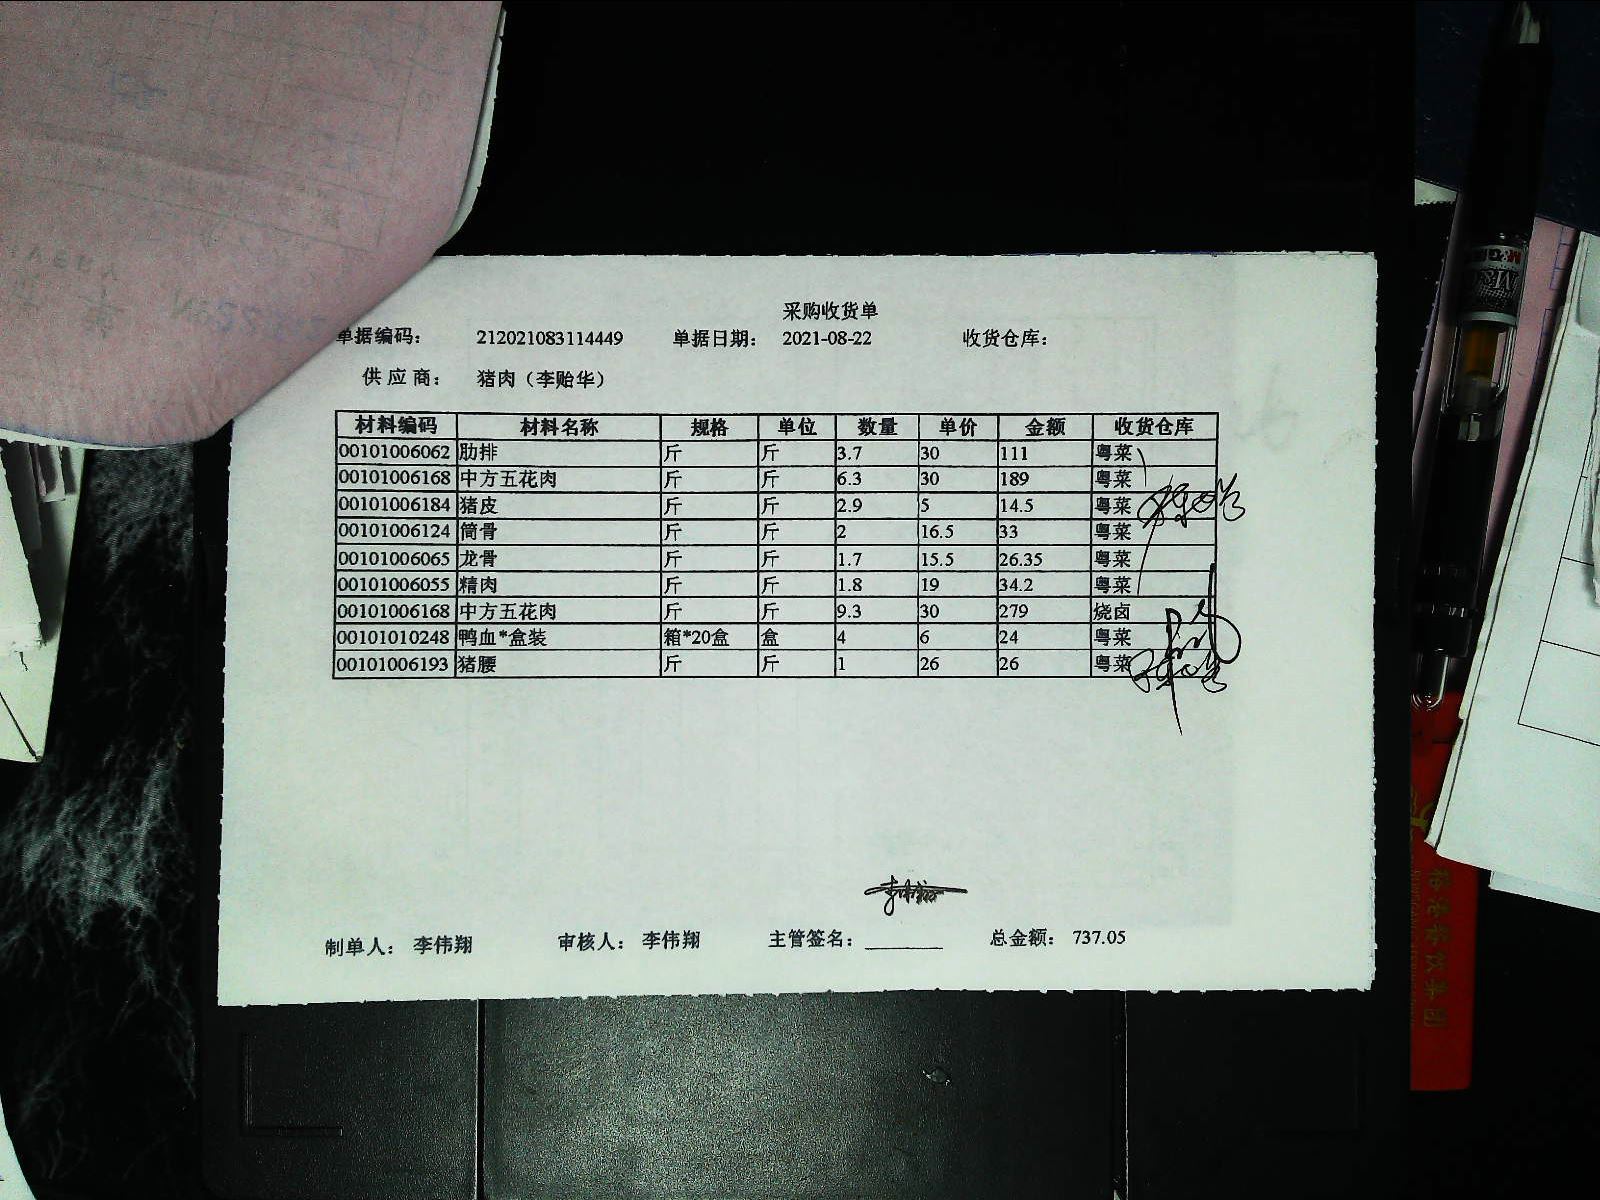 采购收货单
单据编码： 212021083114449 单据日期： 2021-08-22 收货仓库：
供应商： 猪肉（李贻华）
材料编码 材料名称 规格 单位 数量 单价 金额 收货仓库
00101006062 肋排 斤 斤 3.7 30 111 粤菜
00101006168 中方五花肉 斤 斤 6.3 30 189 粤菜
00101006184 猪皮 斤 斤 2.9 5 14.5 粤菜
00101006124 筒骨 斤 斤 2 16.5 33 粤菜
00101006065 龙骨 斤 斤 1.7 15.5 26.35 粤菜
00101006055 精肉 斤 斤 1.8 19 34.2 粤菜
00101006168 中方五花肉 斤 斤 9.3 30 279 烧卤
00101010248 鸭血*盒装 箱*20盒 盒 4 6 24 粤菜
00101006193 猪腰 斤 斤 1 26 26 粤菜
制单人： 李伟翔 审核人： 李伟翔 主管签名： 总金额： 737.05